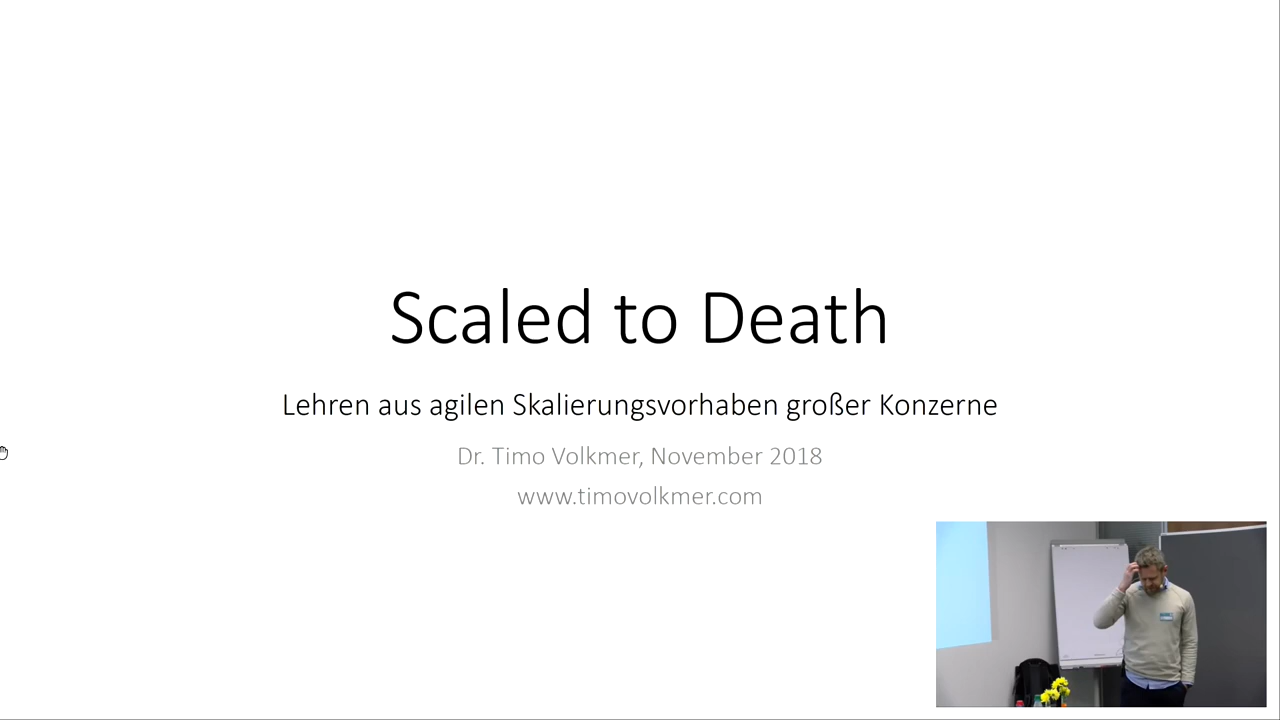 Scaled to Death
Lehren aus agilen Skalierungsvorhaben großer Konzerne
Dr. Timo Volkmer, November 2018
www.timovolkmer.com